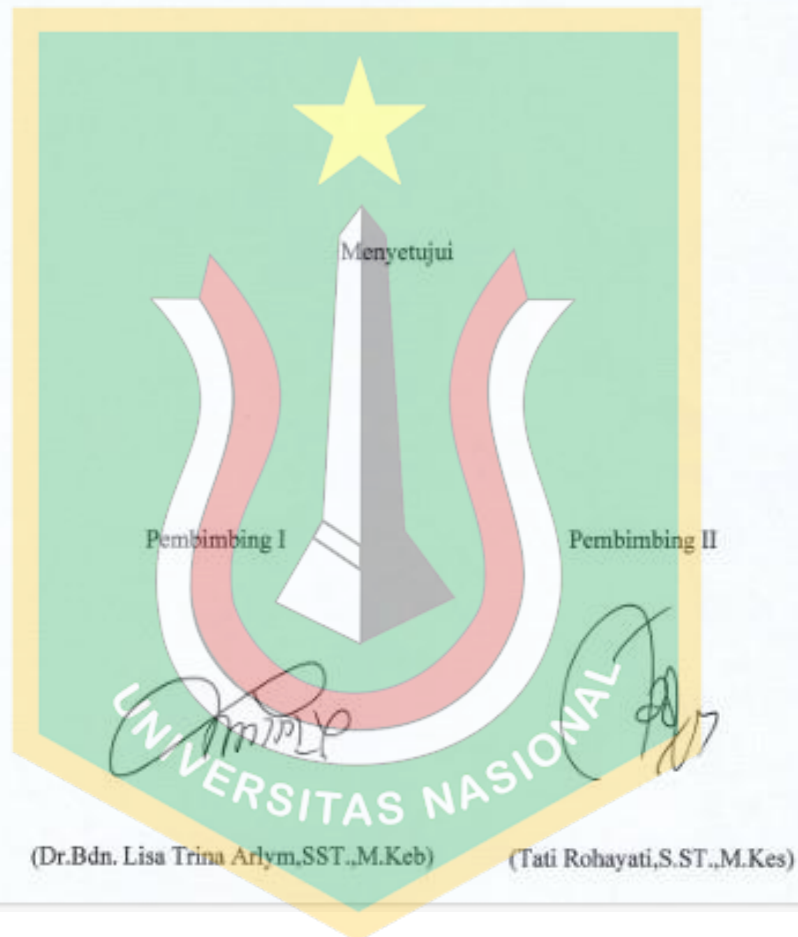 Menyetujui
Pembimbing I Pembimbing II
UNIVERSITAS NASIONAL
(Dr.Bdn. Lisa Trina Arlym,SST.,M.Keb) (Tati Rohayati,S.ST.,M.Kes)